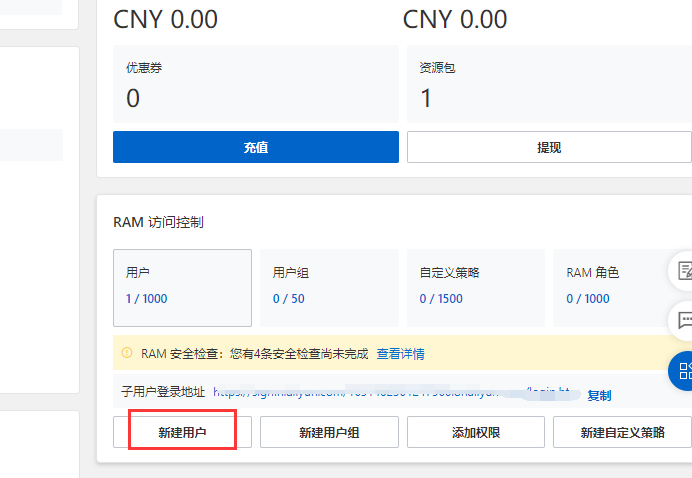 CNY 0.00 CNY 0.00
优惠券 资源包
0 1
充值 提现
RAM 访问控制
用户 用户组 自定义策略 RAM 角色
1 / 1000 0 / 50 0 / 1500 0 / 1000
RAM 安全检查：您有4条安全检查尚未完成 查看详情
子用户登录地址 复制
新建用户 新建用户组 添加权限 新建自定义策略